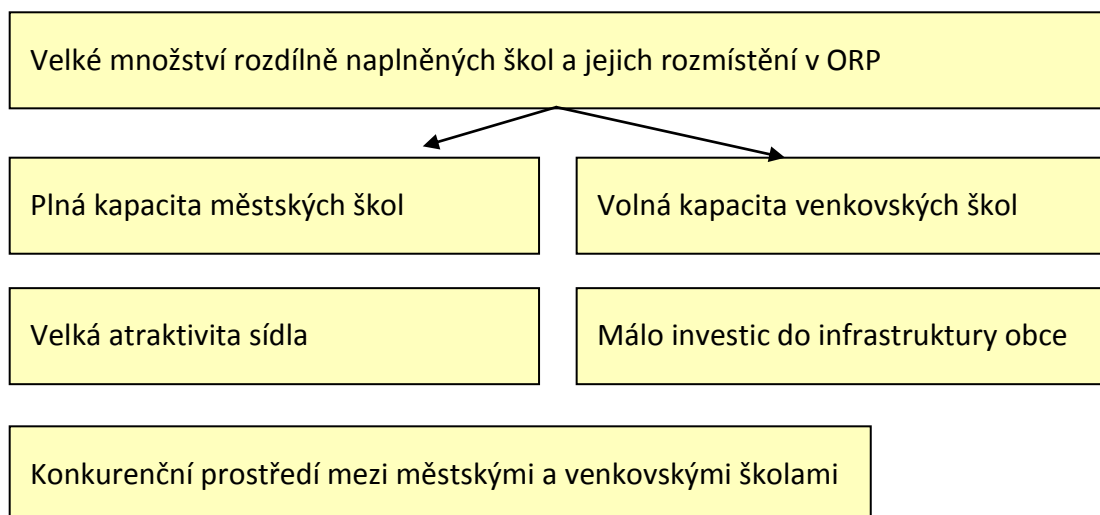 Velké množství rozdílně naplněných škol a jejich rozmístění v ORP
Plná kapacita městských škol
Volná kapacita venkovských škol
Velká atraktivita sídla
Málo investic do infrastruktury obce
Konkurenční prostředí mezi městskými a venkovskými školami